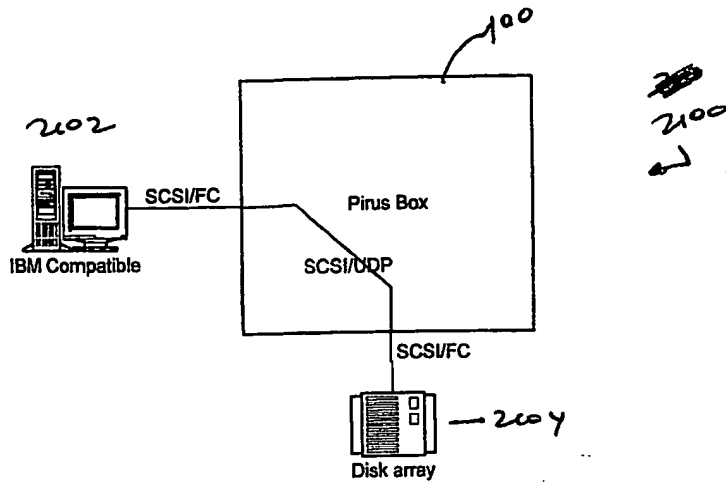 100
2102
2100
SCSI/FC
Pirus Box
IBM Compatible
SCSI/UDP
SCSI/FC
2104
Disk array